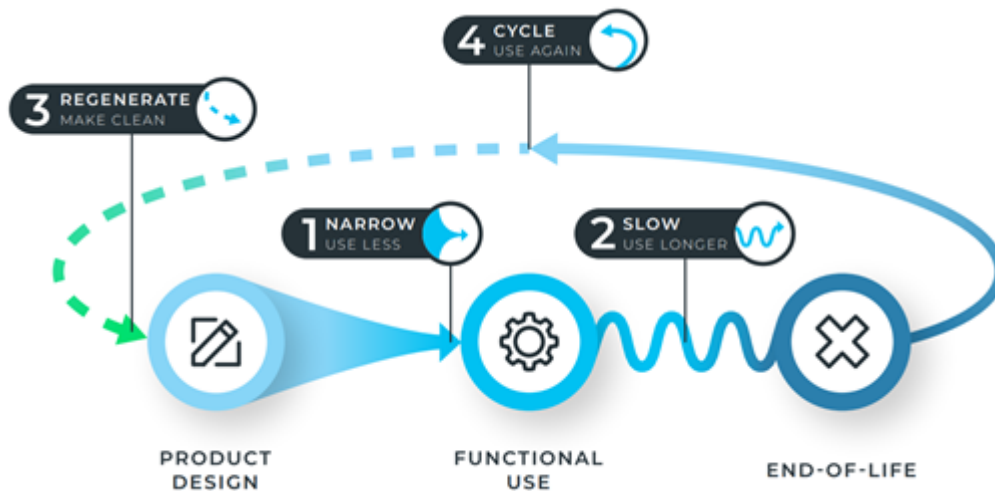 4 CYCLE
USE AGAIN
3 REGENERATE
MAKE CLEAN
1 NARROW
USE LESS
2 SLOW
USE LONGER
PRODUCT
DESIGN
FUNCTIONAL
USE
END-OF-LIFE